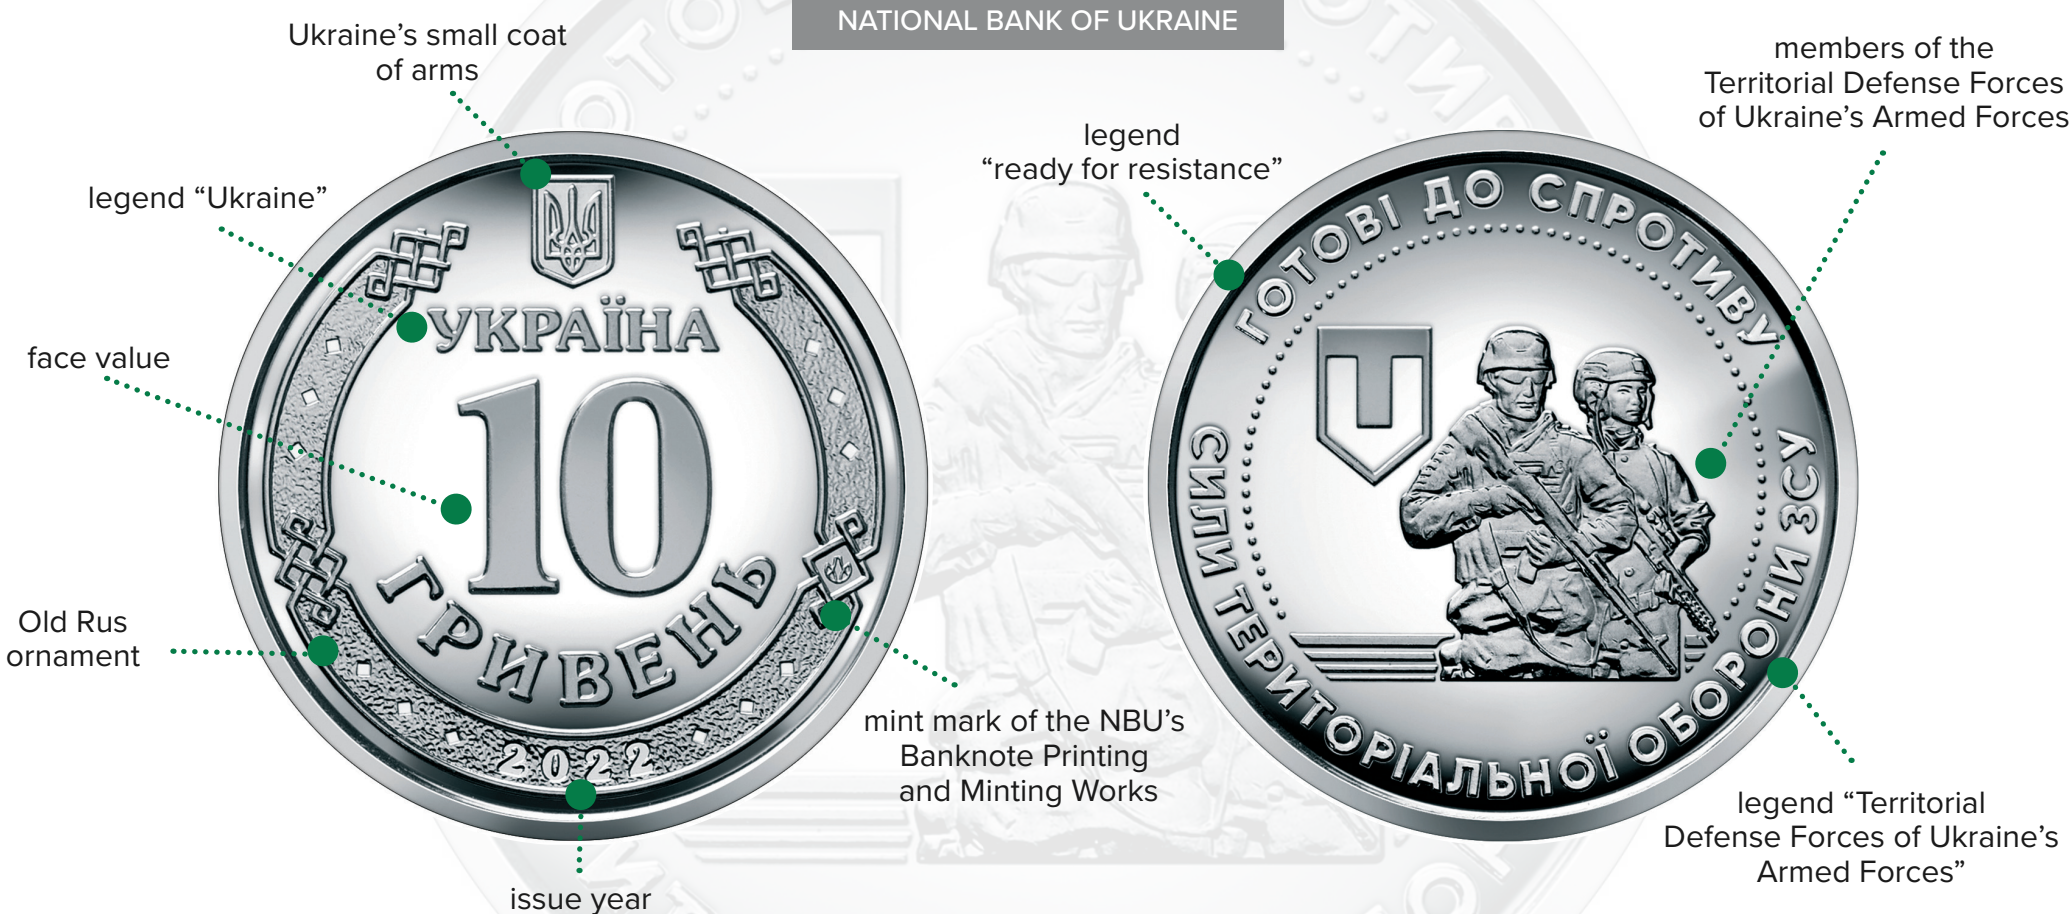 NATIONAL BANK OF UKRAINE
Ukraine’s small coat
of arms
legend “Ukraine”
face value
Old Rus
ornament
issue year
mint mark of the NBU’s
Banknote Printing
and Minting Works
УКРАЇНА
10
ГРИВЕНЬ
2022
legend
“ready for resistance”
members of the
Territorial Defense Forces
of Ukraine’s Armed Forces
ГОТОВІ ДО СПРОТИВУ
СИЛИ ТЕРИТОРІАЛЬНОЇ ОБОРОНИ ЗСУ
legend “Territorial
Defense Forces of Ukraine’s
Armed Forces”